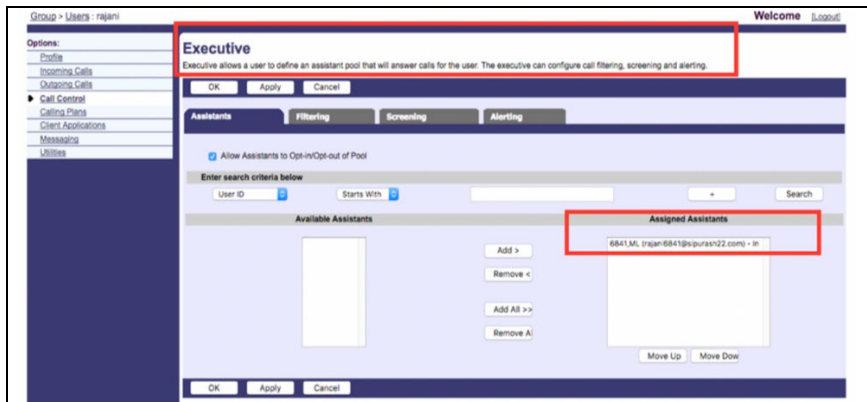 Group > Users : rajani
Welcome [Logout]
Options:
Profile
Incoming Calls
Outgoing Calls
Call Control
Calling Plans
Client Applications
Messaging
Utilities
Executive
Executive allows a user to define an assistant pool that will answer calls for the user. The executive can configure call filtering, screening and alerting.
OK Apply Cancel
Assistants Filtering Screening Alerting
Allow Assistants to Opt-in/Opt-out of Pool
Enter search criteria below
User ID Starts With + Search
Available Assistants Assigned Assistants
6841,ML (rajani6841@sipurash22.com) - In
Add >
Remove <
Add All >>
Remove Al
Move Up Move Dow
OK Apply Cancel